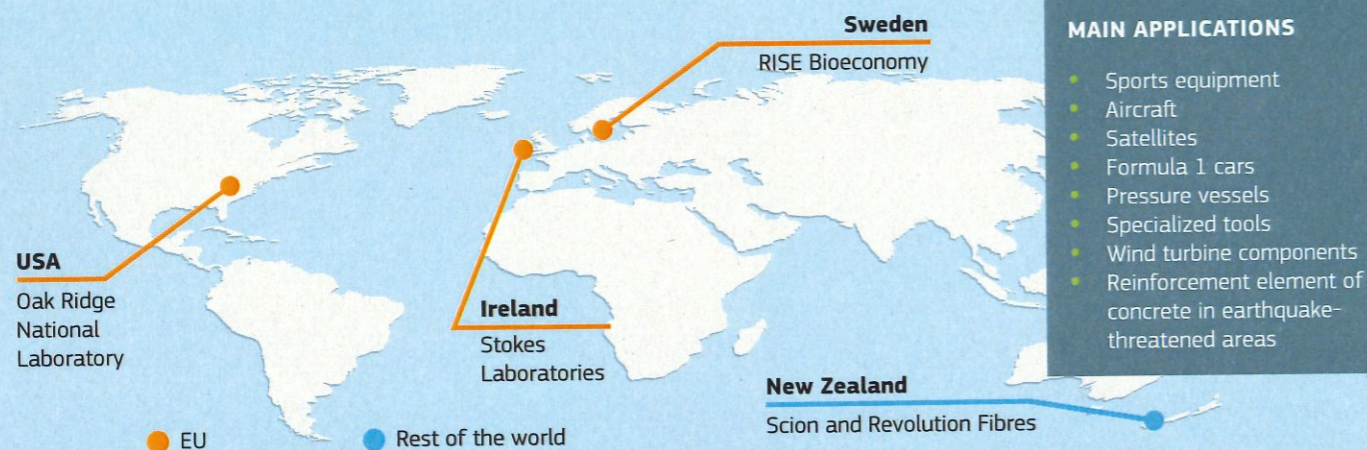 Sweden
RISE Bioeconomy
USA
Oak Ridge
National
Laboratory
Ireland
Stokes
Laboratories
New Zealand
Scion and Revolution Fibres
EU
Rest of the world
MAIN APPLICATIONS
• Sports equipment
• Aircraft
• Satellites
• Formula 1 cars
• Pressure vessels
• Specialized tools
• Wind turbine components
• Reinforcement element of
concrete in earthquake-
threatened areas